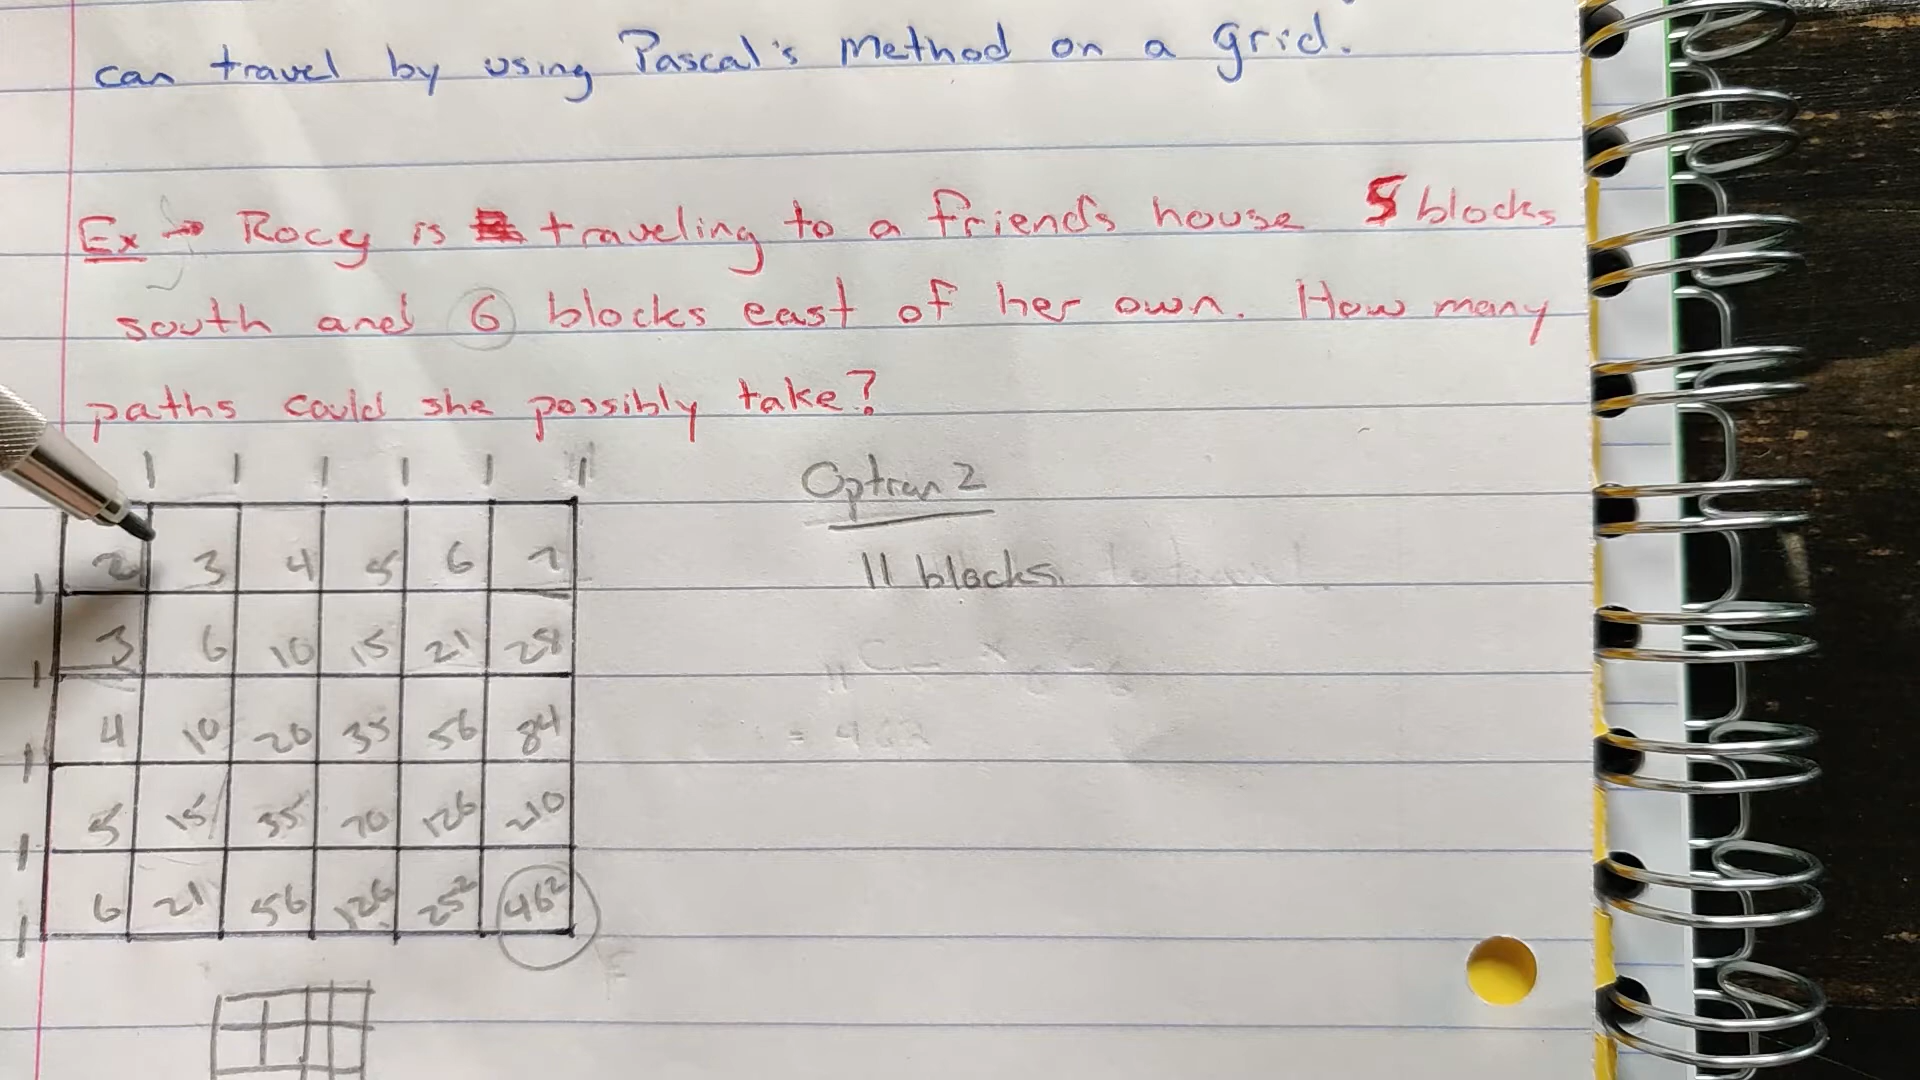 can travel by using Pascal's Method on a grid.
Ex → Rocy is traveling to a friend's house 5 blocks
south and 6 blocks east of her own. How many
paths could she possibly take?
1 1 1 1 1 1
Option 2
1 2 3 4 5 6 7
11 blocks.
1 3 6 10 15 21 28
1 4 10 20 35 56 84
= 462
1 5 15 35 70 126 210
1 6 21 56 126 252 462